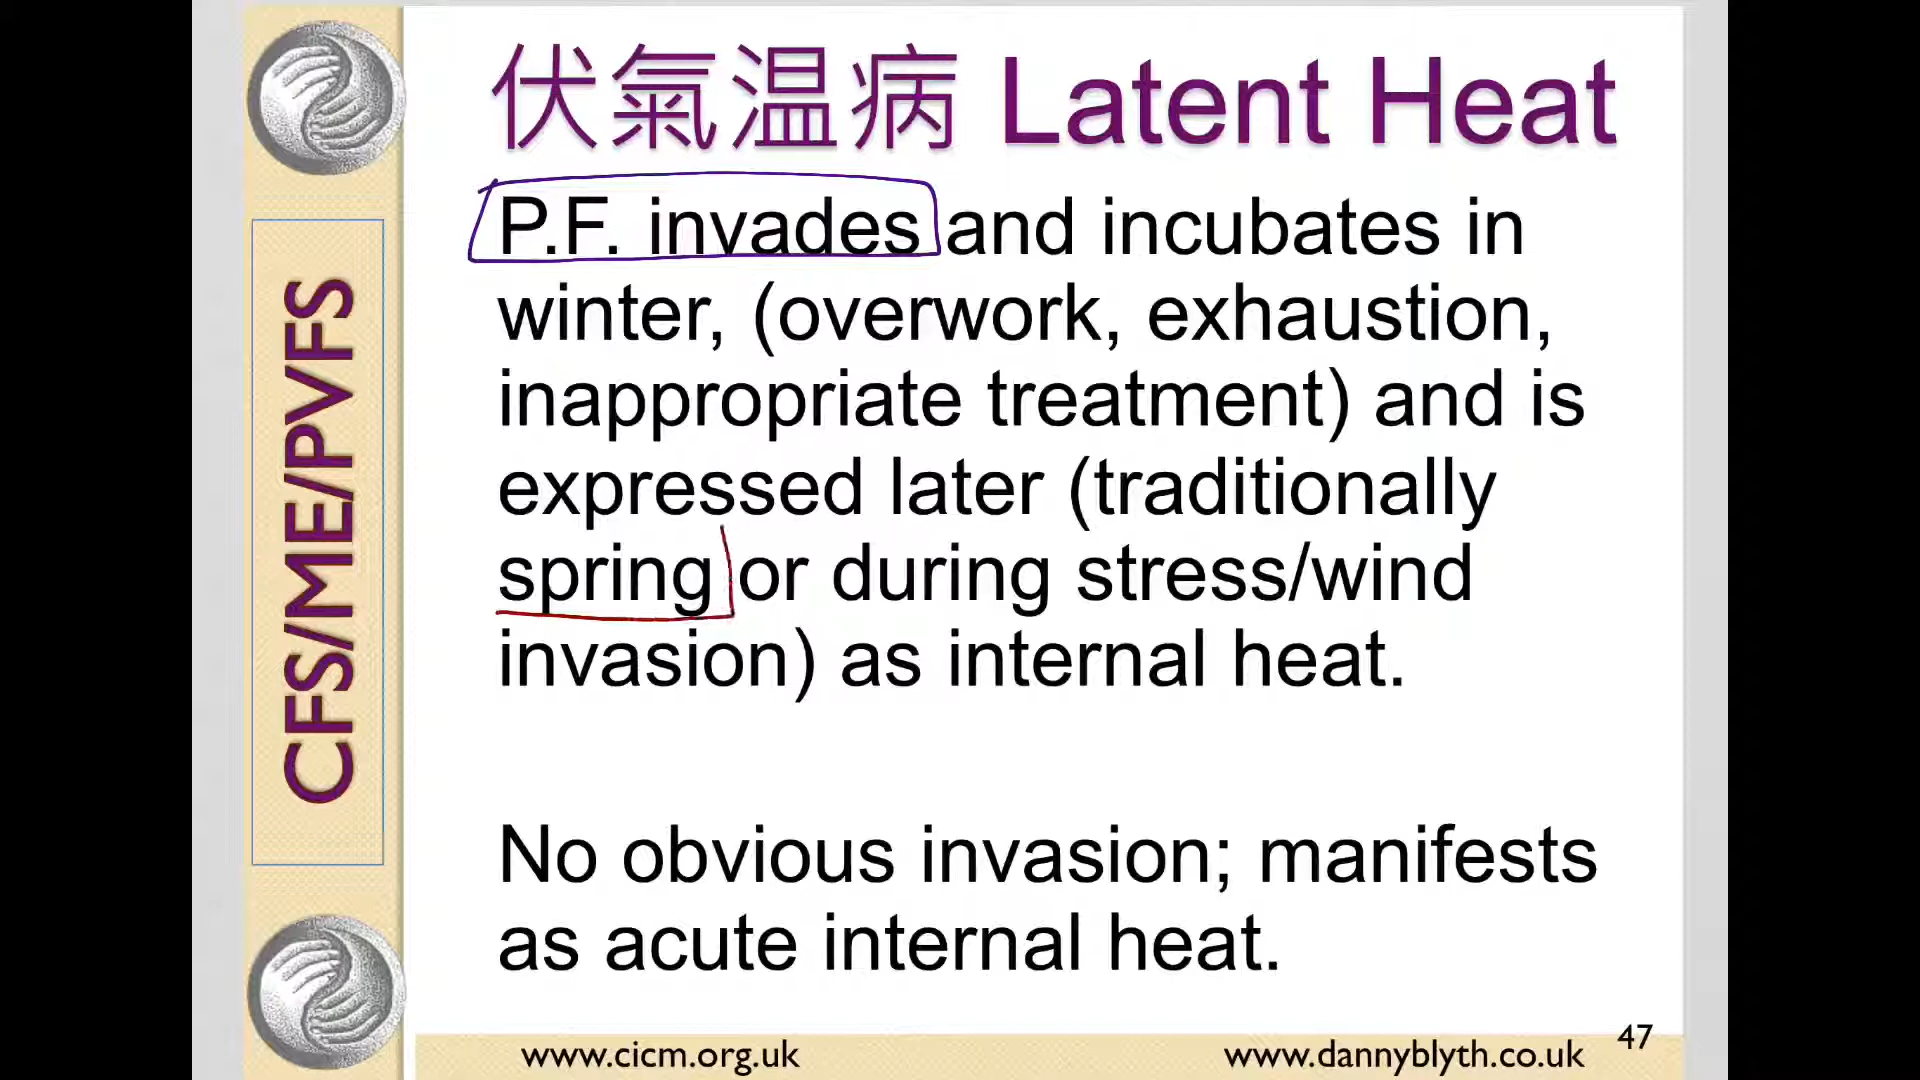 伏氣温病 Latent Heat
P.F. invades and incubates in
winter, (overwork, exhaustion,
inappropriate treatment) and is
expressed later (traditionally
spring or during stress/wind
invasion) as internal heat.
No obvious invasion; manifests
as acute internal heat.
CFS/ME/PVFS
www.cicm.org.uk
www.dannyblyth.co.uk
47